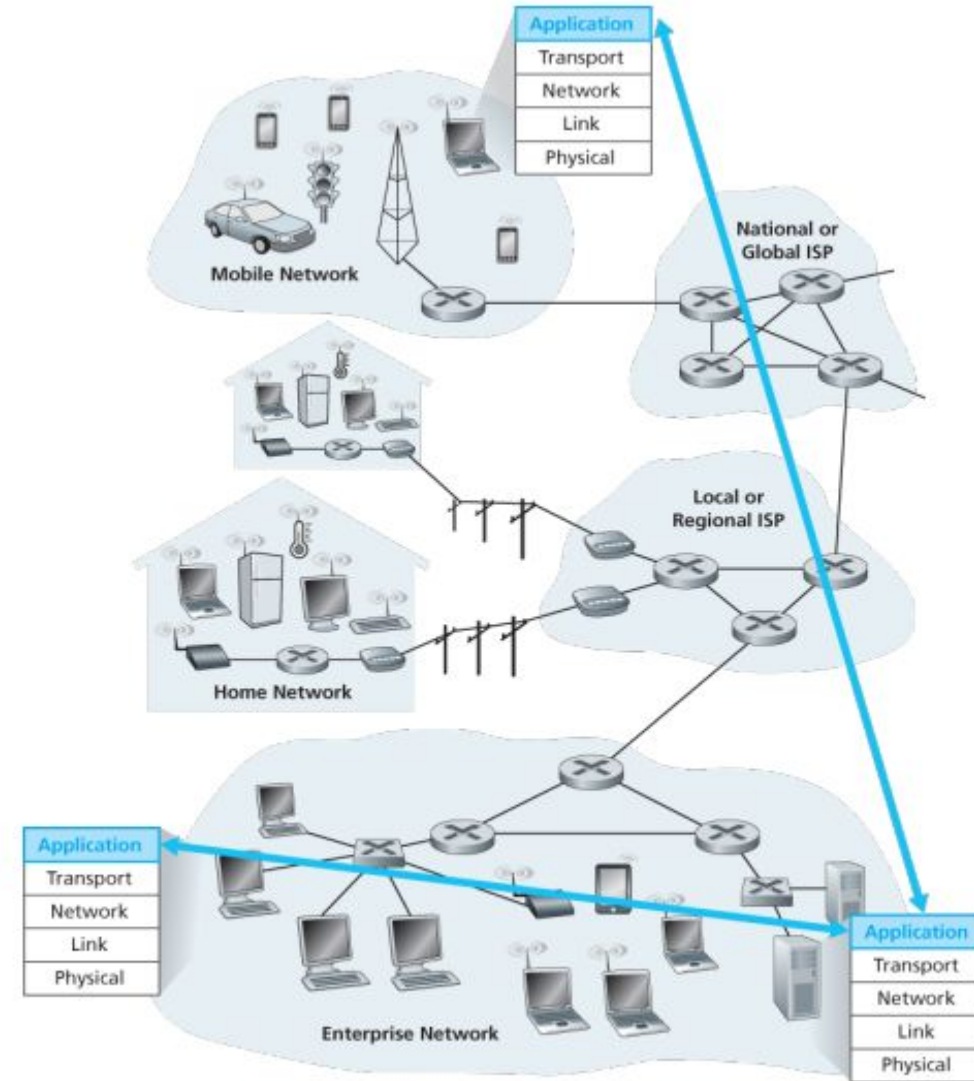 Application
Transport
Network
Link
Physical
National or
Global ISP
Mobile Network
Local or
Regional ISP
Home Network
Application
Transport
Network
Link
Physical
Application
Transport
Network
Link
Physical
Enterprise Network